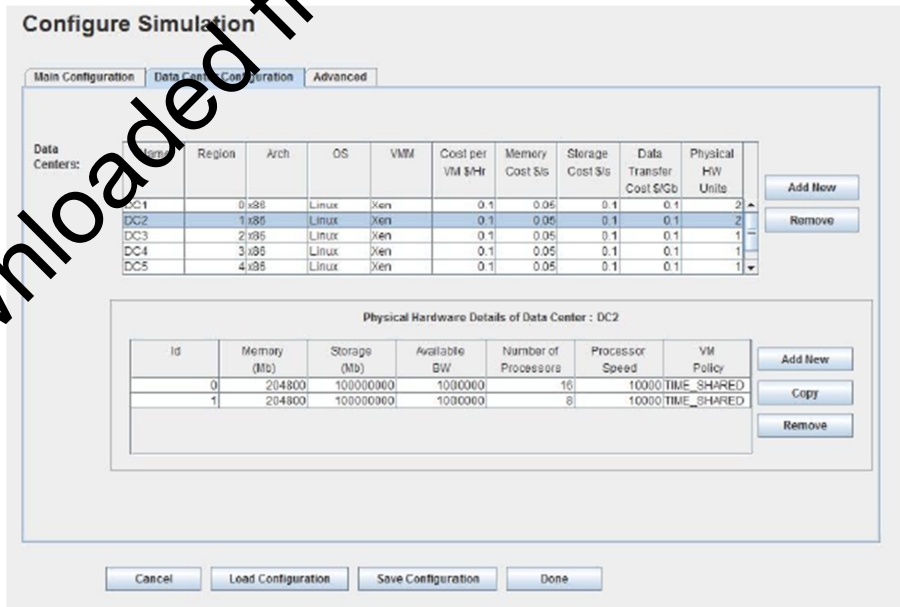 Configure Simulation
Main Configuration Data Center Configuration Advanced
Data Centers:
Name Region Arch OS VMM Cost per VM $/Hr Memory Cost $/s Storage Cost $/s Data Transfer Cost $/Gb Physical HW Units
DC1 0 x86 Linux Xen 0.1 0.05 0.1 0.1 2
DC2 1 x86 Linux Xen 0.1 0.05 0.1 0.1 2
DC3 2 x86 Linux Xen 0.1 0.05 0.1 0.1 1
DC4 3 x86 Linux Xen 0.1 0.05 0.1 0.1 1
DC5 4 x86 Linux Xen 0.1 0.05 0.1 0.1 1
Add New
Remove
Physical Hardware Details of Data Center : DC2
Id Memory (Mb) Storage (Mb) Available BW Number of Processors Processor Speed VM Policy
0 204800 100000000 1000000 16 10000 TIME_SHARED
1 204800 100000000 1000000 8 10000 TIME_SHARED
Add New
Copy
Remove
Cancel Load Configuration Save Configuration Done
nloaded f